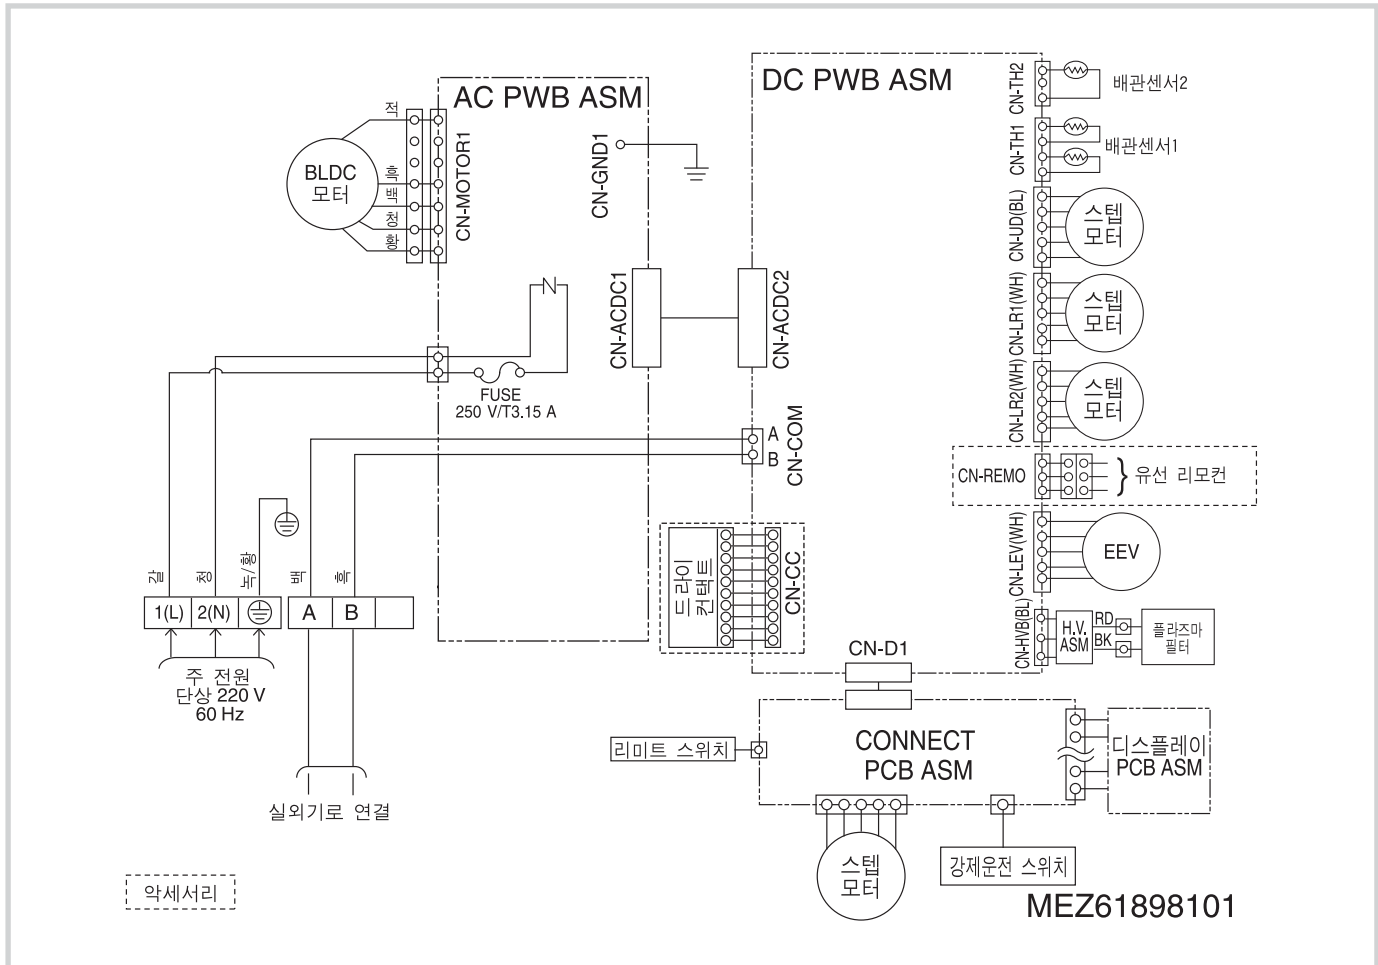 AC PWB ASM
DC PWB ASM
적
흑
백
청
황
BLDC
모터
CN-MOTOR1
CN-GND1
CN-ACDC1
CN-ACDC2
FUSE
250 V/T3.15 A
A
B
CN-COM
CN-TH2
배관센서2
CN-TH1
배관센서1
CN-UD(BL)
스텝
모터
CN-LR1(WH)
스텝
모터
CN-LR2(WH)
스텝
모터
CN-REMO
유선 리모컨
CN-LEV(WH)
EEV
CN-HVB(BL)
H.V.
ASM
RD
BK
플라즈마
필터
드라이
컨택트
CN-CC
갈
청
녹/황
백
흑
1(L)
2(N)
A
B
주 전원
단상 220 V
60 Hz
실외기로 연결
CN-D1
CONNECT
PCB ASM
리미트 스위치
디스플레이
PCB ASM
스텝
모터
강제운전 스위치
악세서리
MEZ61898101